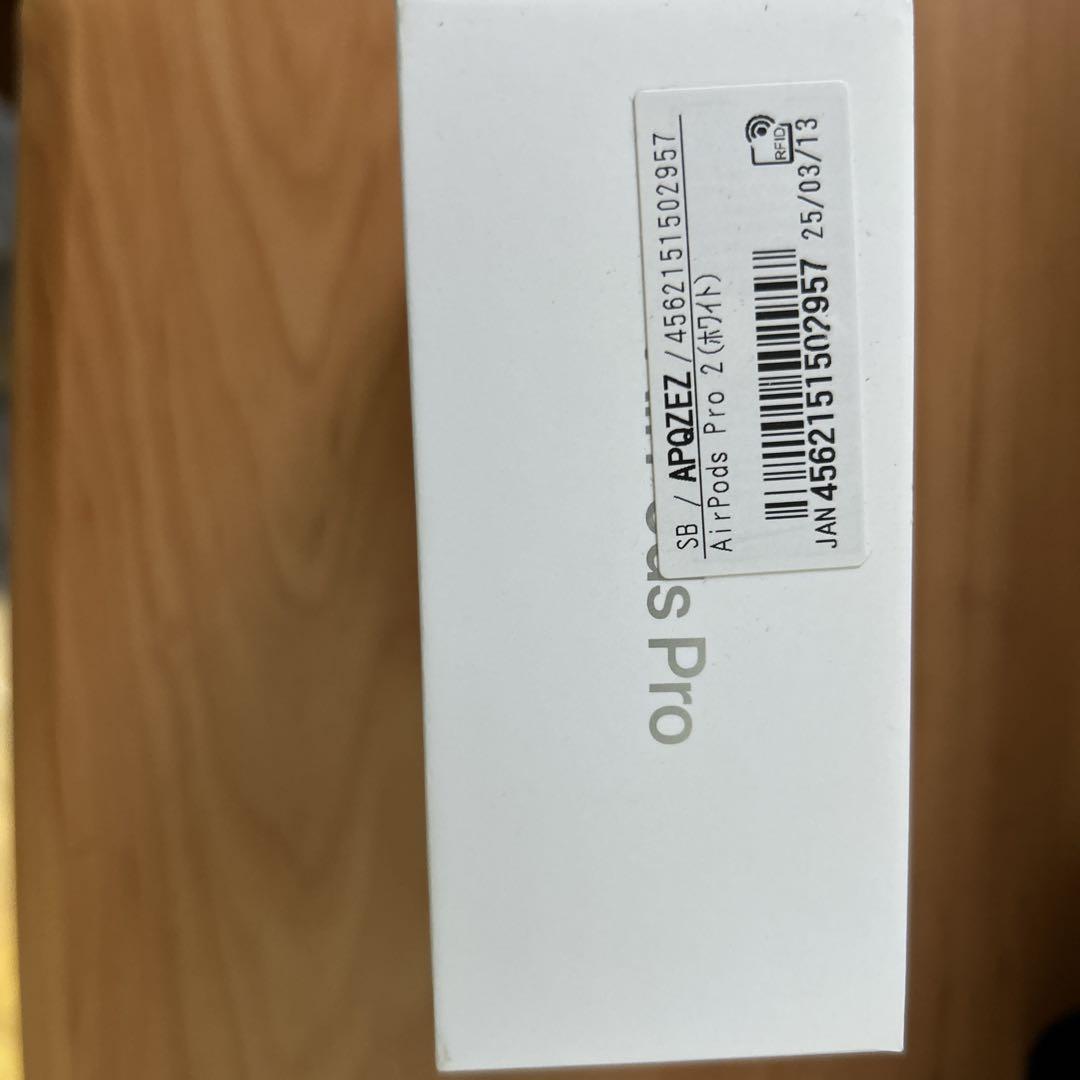 SB / APQZEZ / 4562151502957
AirPods Pro 2(ホワイト)
RFID
JAN 4562151502957 25/03/13
Pro